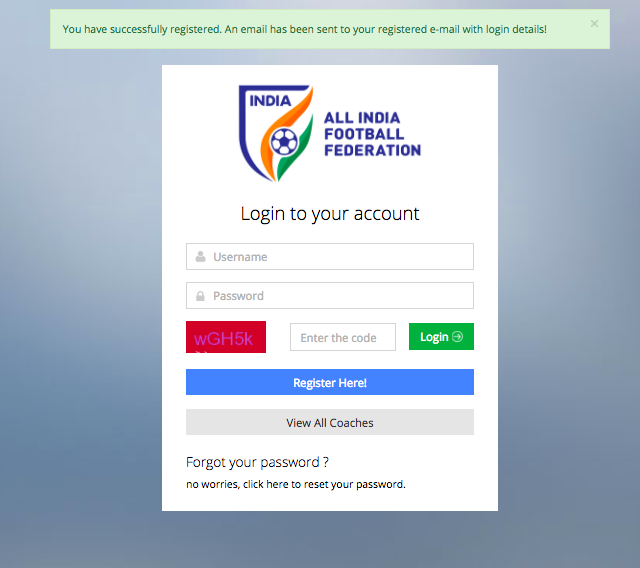 You have successfully registered. An email has been sent to your registered e-mail with login details!
×
INDIA
ALL INDIA
FOOTBALL
FEDERATION
Login to your account
Username
Password
wGH5k
Enter the code
Login
Register Here!
View All Coaches
Forgot your password ?
no worries, click here to reset your password.